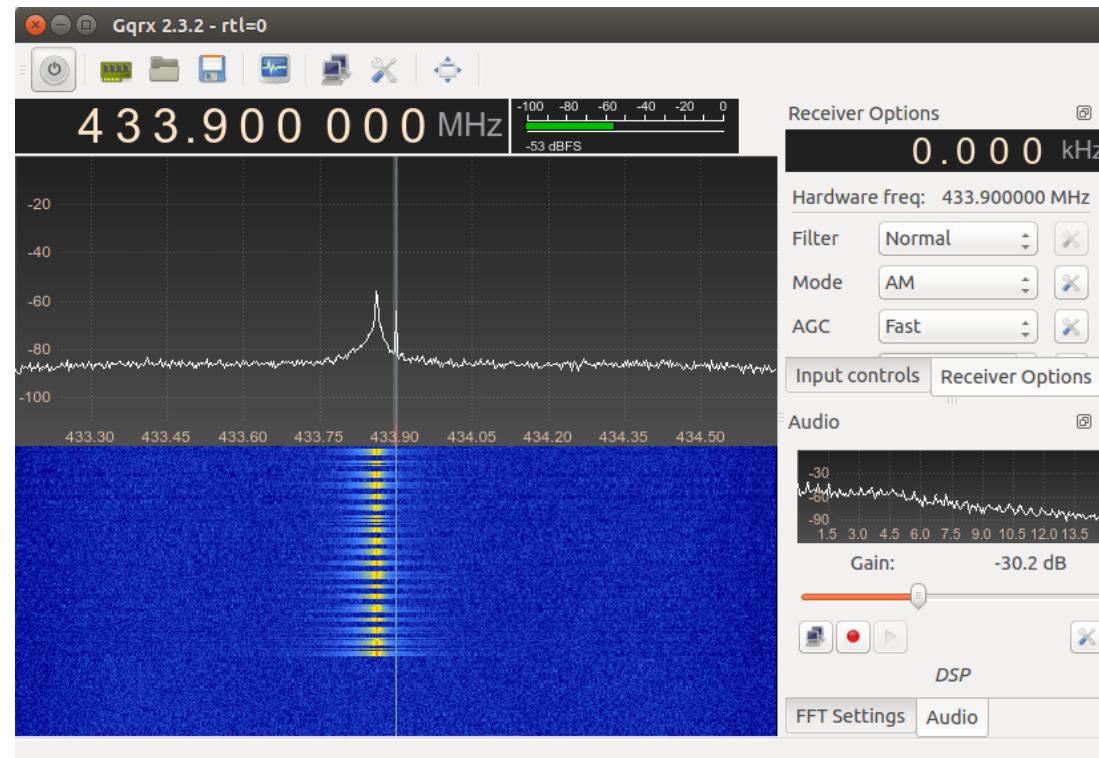 Gqrx 2.3.2 - rtl=0
433.900 000 MHz
-100 -80 -60 -40 -20 0
-53 dBFS
-20
-40
-60
-80
-100
433.30 433.45 433.60 433.75 433.90 434.05 434.20 434.35 434.50
Receiver Options
0.000 kHz
Hardware freq: 433.900000 MHz
Filter Normal
Mode AM
AGC Fast
Input controls Receiver Options
Audio
-30
-60
-90
1.5 3.0 4.5 6.0 7.5 9.0 10.5 12.0 13.5
Gain: -30.2 dB
DSP
FFT Settings Audio